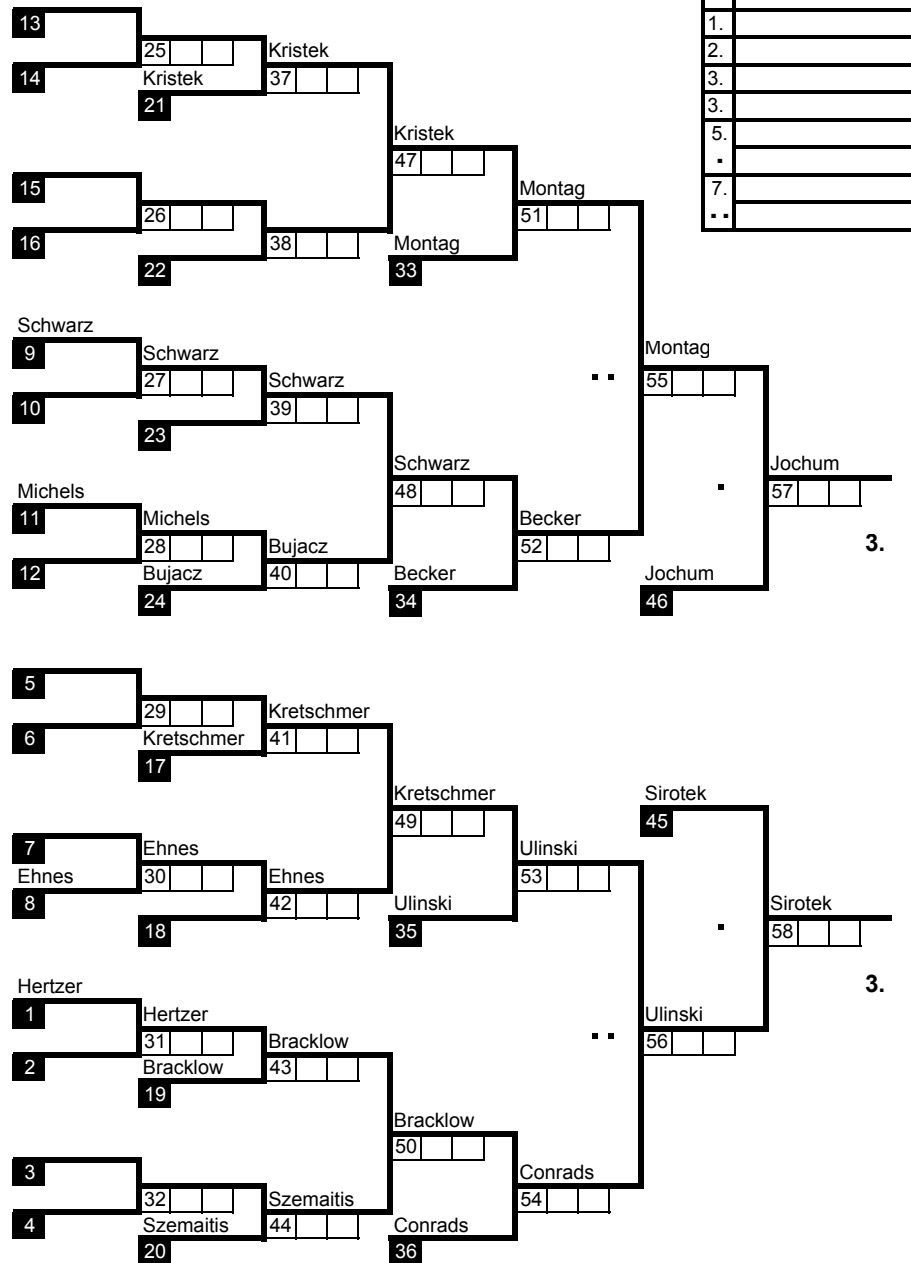 13
1.
25 Kristek
2.
14 Kristek 37
3.
21
3.
Kristek
5.
47
.
15 Montag
7.
26 51
..
16 38 Montag
22 33
Schwarz
9 Schwarz Montag
27 Schwarz .. 55
10 39
23
Schwarz Jochum
Michels 48 . 57
11 Michels Becker
28 Bujacz 52 3.
12 Bujacz 40 Becker Jochum
24 34 46
5
29 Kretschmer
6 Kretschmer 41
17
Kretschmer Sirotek
49 45
7 Ehnes Ulinski
Ehnes 30 Ehnes 53
8 42 Ulinski Sirotek
18 35 . 58
Hertzer 3.
1 Hertzer Ulinski
31 Bracklow .. 56
2 Bracklow 43
19
Bracklow
50
3 Conrads
32 Szemaitis 54
4 Szemaitis 44 Conrads
20 36